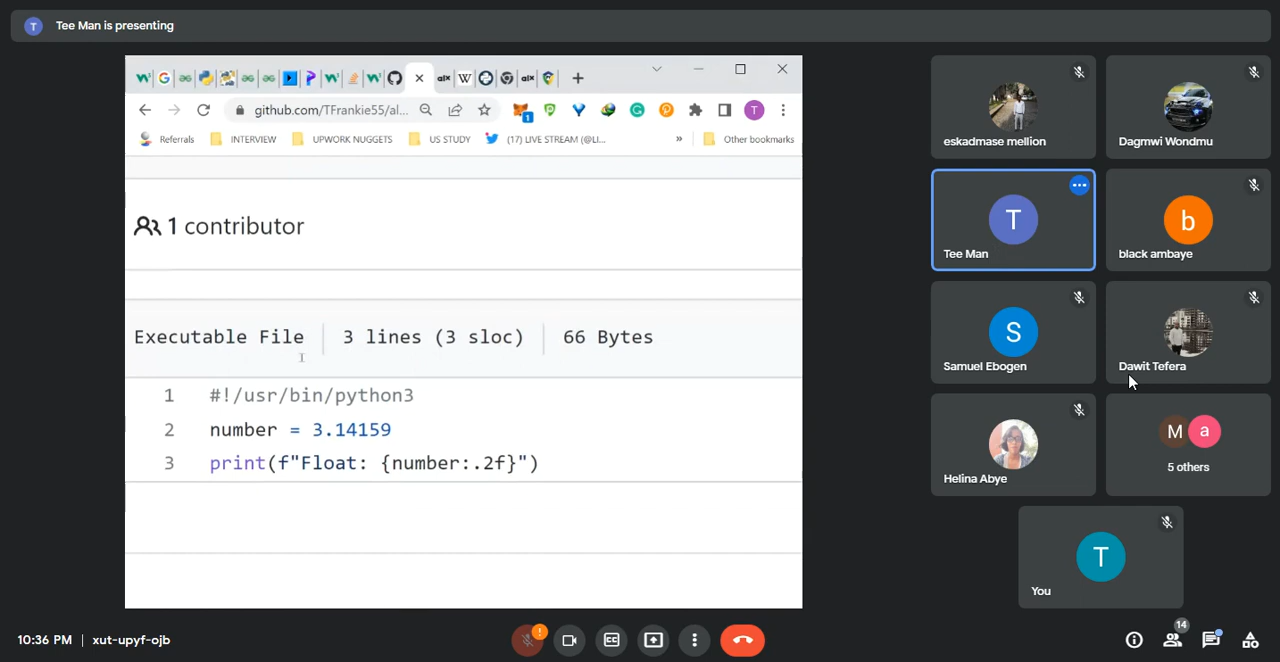 T Tee Man is presenting
github.com/TFrankie55/al...
1
T
Referrals INTERVIEW UPWORK NUGGETS US STUDY (17) LIVE STREAM (@LI... » Other bookmarks
1 contributor
Executable File 3 lines (3 sloc) 66 Bytes
1 #!/usr/bin/python3
2 number = 3.14159
3 print(f"Float: {number:.2f}")
eskadmase mellion
Dagmwi Wondmu
T
Tee Man
b
black ambaye
S
Samuel Ebogen
Dawit Tefera
Helina Abye
M a
5 others
T
You
10:36 PM | xut-upyf-ojb
14